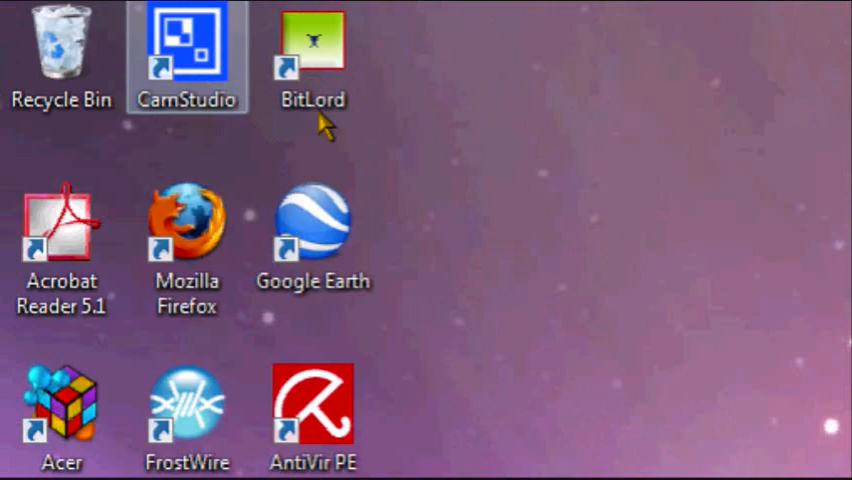 Recycle Bin
CamStudio
BitLord
Acrobat
Reader 5.1
Mozilla
Firefox
Google Earth
Acer
FrostWire
AntiVir PE